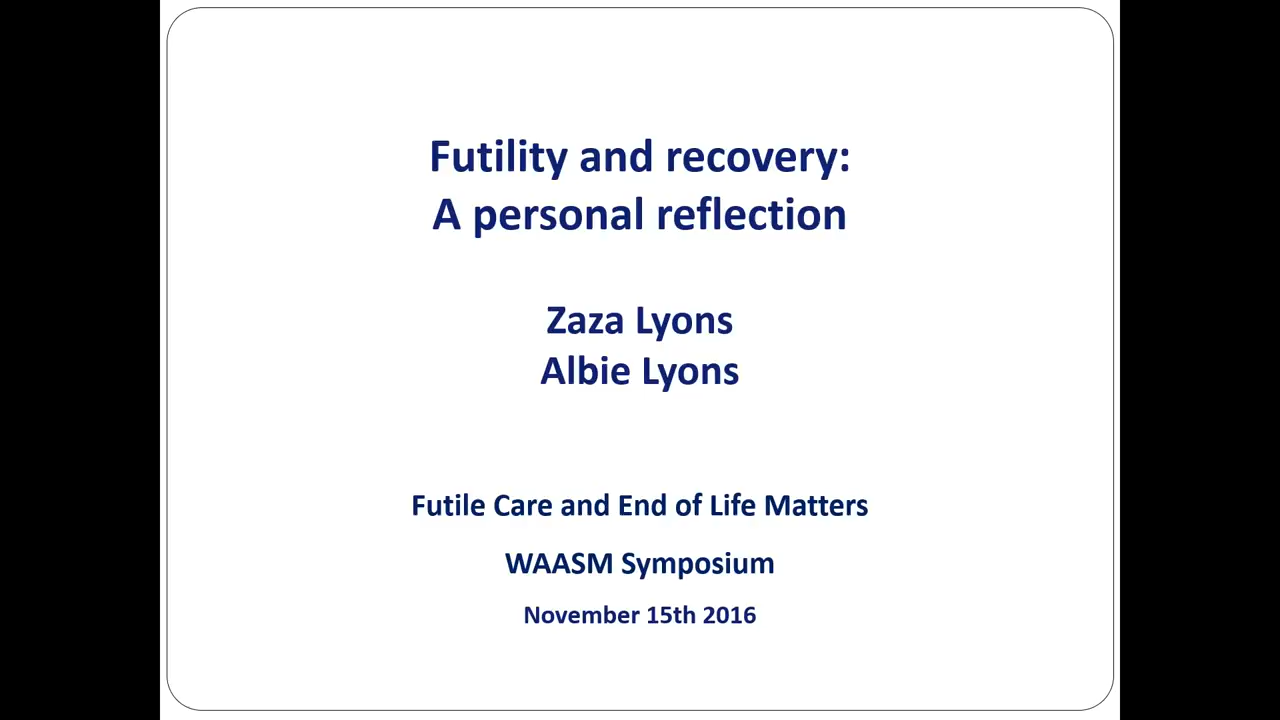 Futility and recovery:
A personal reflection
Zaza Lyons
Albie Lyons
Futile Care and End of Life Matters
WAASM Symposium
November 15th 2016